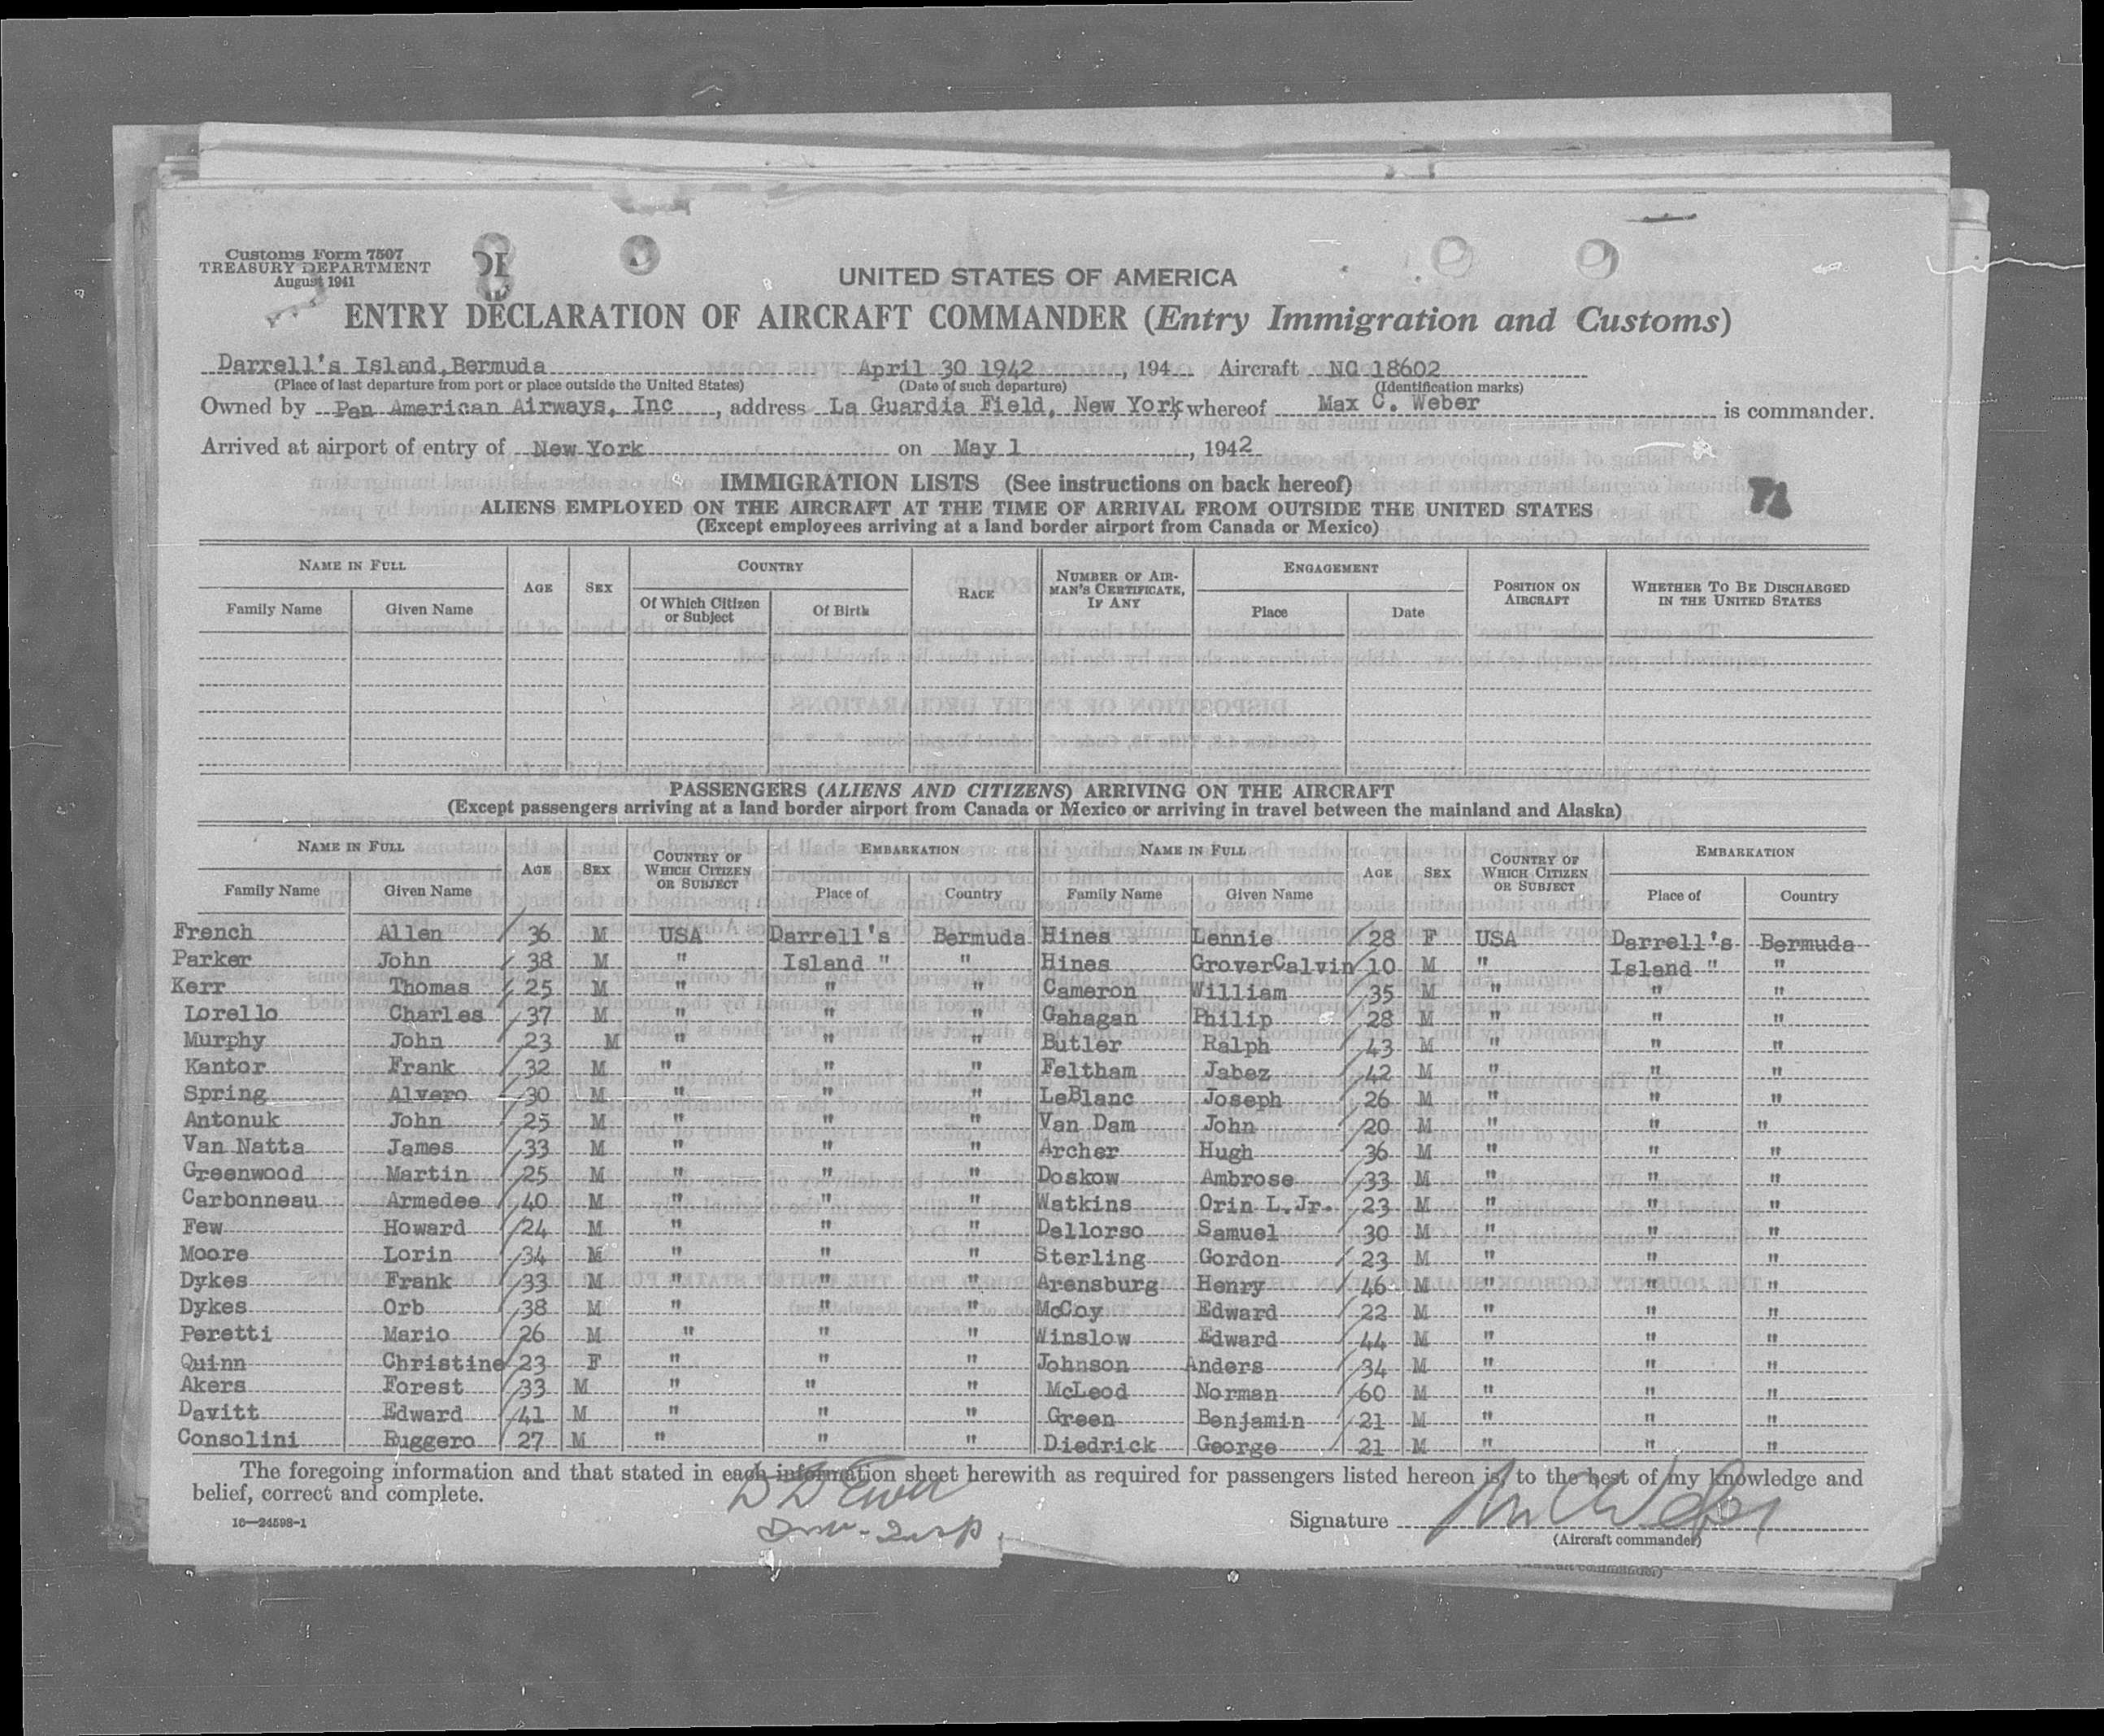 Customs Form 7507
TREASURY DEPARTMENT
August 1941
UNITED STATES OF AMERICA
ENTRY DECLARATION OF AIRCRAFT COMMANDER (Entry Immigration and Customs)
Darrell's Island,Bermuda April 30 1942, 194 Aircraft NC 18602
(Place of last departure from port or place outside the United States) (Date of such departure) (Identification marks)
Owned by Pan American Airways, Inc, address La Guardia Field, New York, whereof Max C. Weber is commander.
Arrived at airport of entry of New York on May 1, 1942
IMMIGRATION LISTS (See instructions on back hereof)
ALIENS EMPLOYED ON THE AIRCRAFT AT THE TIME OF ARRIVAL FROM OUTSIDE THE UNITED STATES
(Except employees arriving at a land border airport from Canada or Mexico)
NAME IN FULL AGE SEX COUNTRY RACE NUMBER OF AIRMAN'S CERTIFICATE, IF ANY ENGAGEMENT POSITION ON AIRCRAFT WHETHER TO BE DISCHARGED IN THE UNITED STATES
Family Name Given Name Of Which Citizen or Subject Of Birth Place Date
PASSENGERS (ALIENS AND CITIZENS) ARRIVING ON THE AIRCRAFT
(Except passengers arriving at a land border airport from Canada or Mexico or arriving in travel between the mainland and Alaska)
NAME IN FULL AGE SEX COUNTRY OF WHICH CITIZEN OR SUBJECT EMBARKATION NAME IN FULL AGE SEX COUNTRY OF WHICH CITIZEN OR SUBJECT EMBARKATION
Family Name Given Name Place of Country Family Name Given Name Place of Country
French Allen 36 M USA Darrell's Bermuda Hines Lennie 28 F USA Darrell's Bermuda
Parker John 38 M " Island " " Hines GroverCalvin 10 M " Island " "
Kerr Thomas 25 M " " " Cameron William 35 M " " "
Lorello Charles 37 M " " " Gahagan Philip 28 M " " "
Murphy John 23 M " " " Butler Ralph 43 M " " "
Kantor Frank 32 M " " " Feltham Jabez 42 M " " "
Spring Alvero 30 M " " " LeBlanc Joseph 26 M " " "
Antonuk John 25 M " " " Van Dam John 20 M " " "
Van Natta James 33 M " " " Archer Hugh 36 M " " "
Greenwood Martin 25 M " " " Doskow Ambrose 33 M " " "
Carbonneau Armedee 40 M " " " Watkins Orin L.Jr. 23 M " " "
Few Howard 24 M " " " Dellorso Samuel 30 M " " "
Moore Lorin 34 M " " " Sterling Gordon 23 M " " "
Dykes Frank 33 M " " " Arensburg Henry 46 M " " "
Dykes Orb 38 M " " " McCoy Edward 22 M " " "
Peretti Mario 26 M " " " Winslow Edward 44 M " " "
Quinn Christine 23 F " " " Johnson Anders 34 M " " "
Akers Forest 33 M " " " McLeod Norman 60 M " " "
Davitt Edward 41 M " " " Green Benjamin 21 M " " "
Consolini Ruggero 27 M " " " Diedrick George 21 M " " "
The foregoing information and that stated in each information sheet herewith as required for passengers listed hereon is, to the best of my knowledge and
belief, correct and complete.
16—24598-1
Signature
(Aircraft commander)